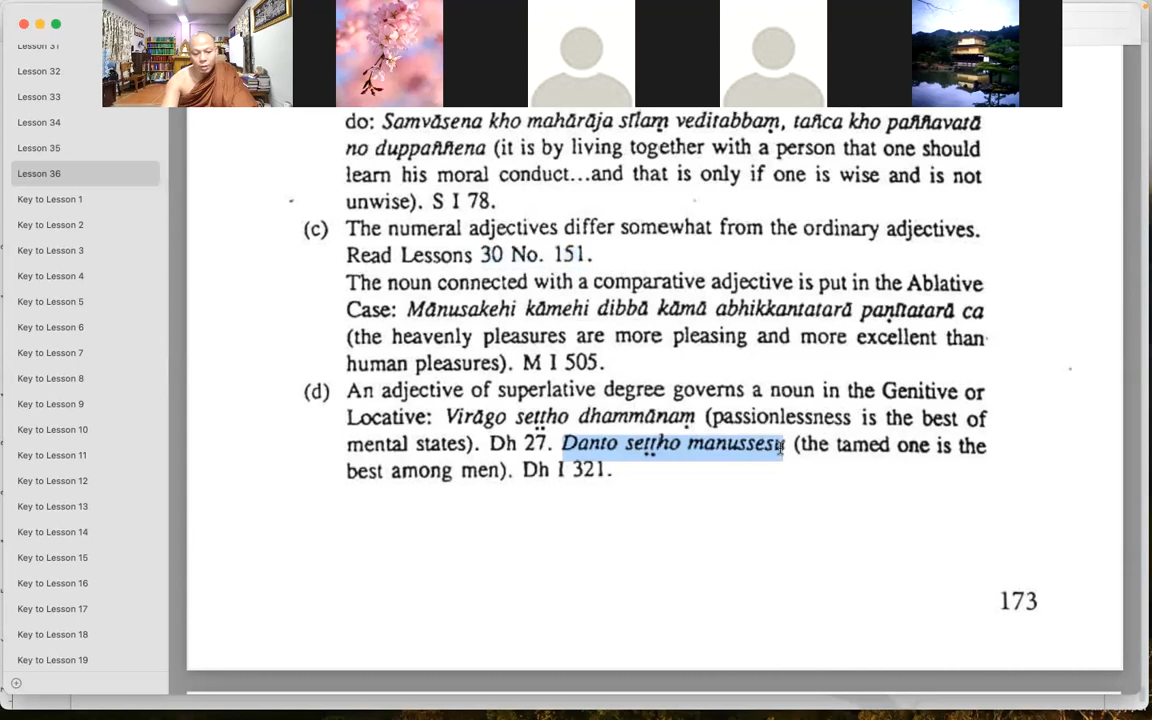 Lesson 31
Lesson 32
Lesson 33
Lesson 34
Lesson 35
Lesson 36
Key to Lesson 1
Key to Lesson 2
Key to Lesson 3
Key to Lesson 4
Key to Lesson 5
Key to Lesson 6
Key to Lesson 7
Key to Lesson 8
Key to Lesson 9
Key to Lesson 10
Key to Lesson 11
Key to Lesson 12
Key to Lesson 13
Key to Lesson 14
Key to Lesson 15
Key to Lesson 16
Key to Lesson 17
Key to Lesson 18
Key to Lesson 19
do: Samvāsena kho mahārāja sīlaṃ veditabbaṃ, tañca kho paññavatā
no duppaññena (it is by living together with a person that one should
learn his moral conduct...and that is only if one is wise and is not
unwise). S I 78.
(c) The numeral adjectives differ somewhat from the ordinary adjectives.
Read Lessons 30 No. 151.
The noun connected with a comparative adjective is put in the Ablative
Case: Mānusakehi kāmehi dibbā kāmā abhikkantatarā paṇītatarā ca
(the heavenly pleasures are more pleasing and more excellent than
human pleasures). M I 505.
(d) An adjective of superlative degree governs a noun in the Genitive or
Locative: Virāgo seṭṭho dhammānaṃ (passionlessness is the best of
mental states). Dh 27. Danto seṭṭho manussesu (the tamed one is the
best among men). Dh I 321.
173